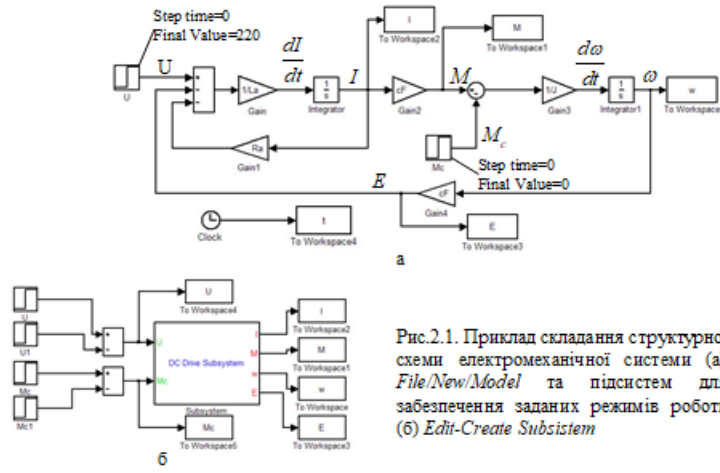 Step time=0
Final Value=220
U
dI
dt
I
M
dω
dt
ω
U
1/La
Gain
1
s
Integrator
I
To Workspace2
cF
Gain2
M
To Workspace1
1/J
Gain3
1
s
Integrator1
w
To Workspace
Ra
Gain1
Mc
M c
Step time=0
Final Value=0
E
cF
Gain4
Clock
t
To Workspace4
E
To Workspace3
а
U
U1
Mc
Mc1
U
To Workspace4
U
Mc
DC Drive Subsystem
I
M
w
E
Subsystem
I
To Workspace2
M
To Workspace1
w
To Workspace
E
To Workspace3
Mc
To Workspace5
б
Рис.2.1. Приклад складання структурно
схеми електромеханічної системи (а
File/New/Model та підсистем дл
забезпечення заданих режимів робот
(б) Edit-Create Subsistem